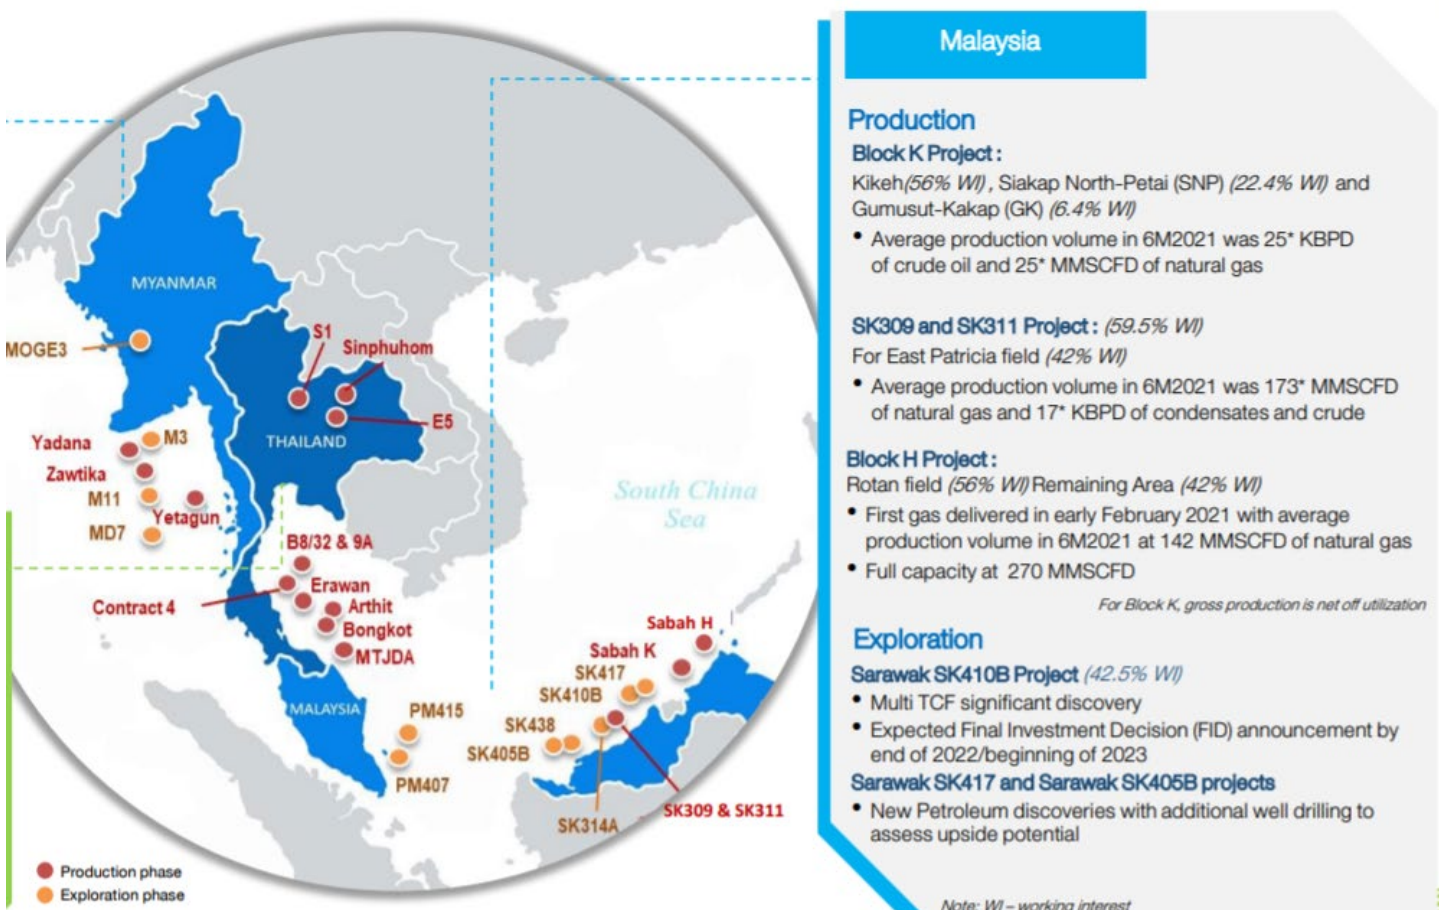 MYANMAR
MOGE3
S1
Sinphuhom
E5
THAILAND
Yadana
M3
Zawtika
M11
Yetagun
MD7
South China
Sea
B8/32 & 9A
Erawan
Contract 4
Arthit
Bongkot
MTJDA
MALAYSIA
PM415
PM407
Sabah H
Sabah K
SK417
SK410B
SK438
SK405B
SK314A
SK309 & SK311
Production phase
Exploration phase
Malaysia
Production
Block K Project :
Kikeh(56% WI) , Siakap North-Petai (SNP) (22.4% WI) and
Gumusut-Kakap (GK) (6.4% WI)
• Average production volume in 6M2021 was 25* KBPD
of crude oil and 25* MMSCFD of natural gas
SK309 and SK311 Project : (59.5% WI)
For East Patricia field (42% WI)
• Average production volume in 6M2021 was 173* MMSCFD
of natural gas and 17* KBPD of condensates and crude
Block H Project :
Rotan field (56% WI) Remaining Area (42% WI)
• First gas delivered in early February 2021 with average
production volume in 6M2021 at 142 MMSCFD of natural gas
• Full capacity at 270 MMSCFD
For Block K, gross production is net off utilization
Exploration
Sarawak SK410B Project (42.5% WI)
• Multi TCF significant discovery
• Expected Final Investment Decision (FID) announcement by
end of 2022/beginning of 2023
Sarawak SK417 and Sarawak SK405B projects
• New Petroleum discoveries with additional well drilling to
assess upside potential
Note: WI – working interest